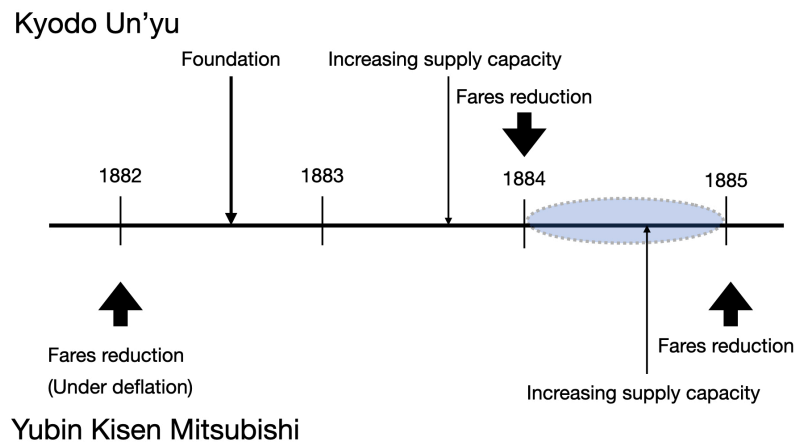 Kyodo Un’yu
Foundation
Increasing supply capacity
Fares reduction
1882
1883
1884
1885
Fares reduction
(Under deflation)
Fares reduction
Increasing supply capacity
Yubin Kisen Mitsubishi